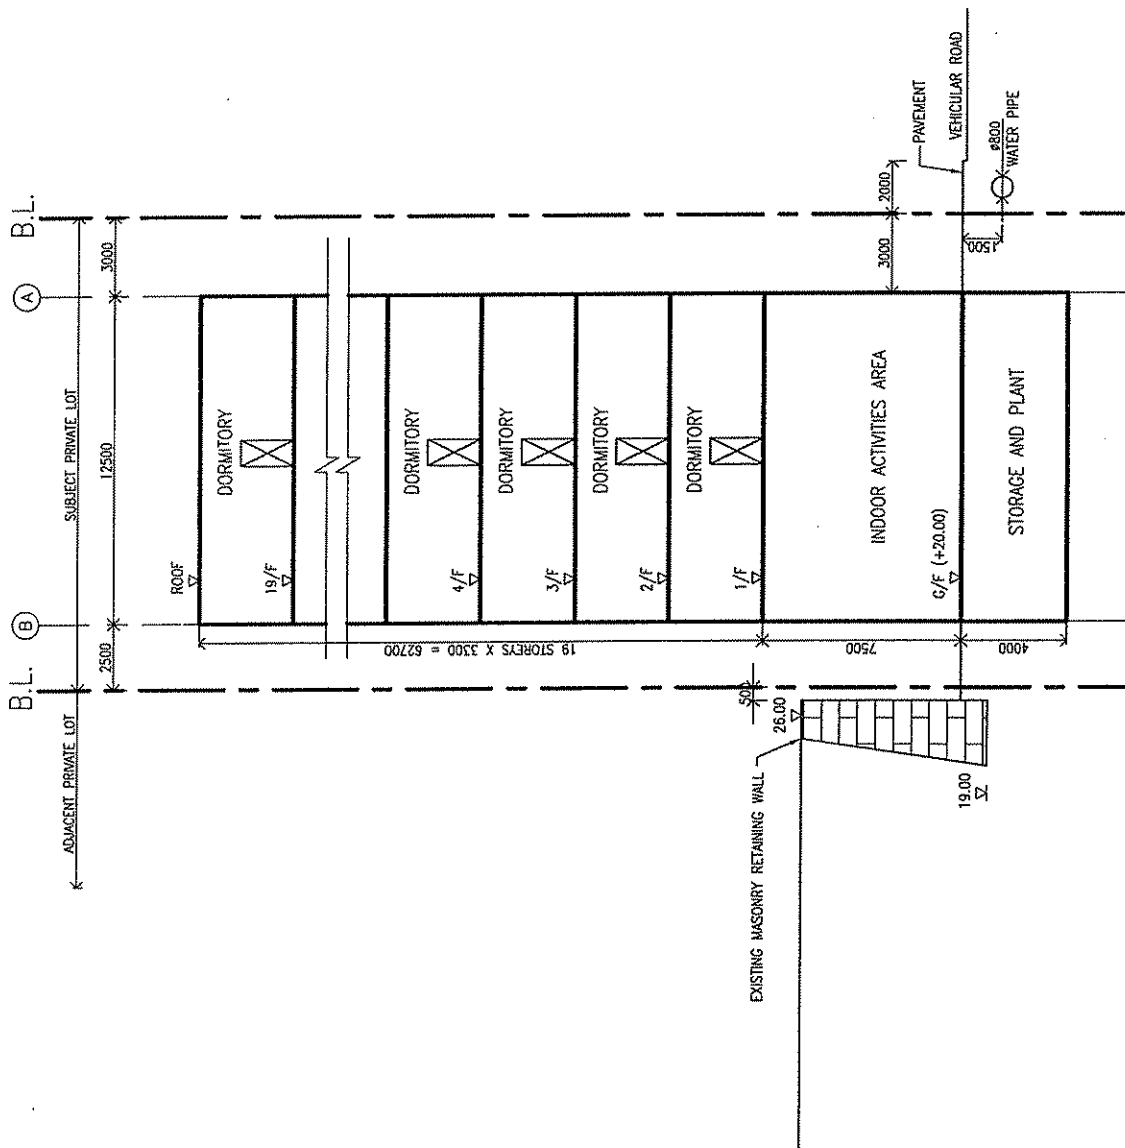 B.L.
B.L.
A
B
ADJACENT PRIVATE LOT
SUBJECT PRIVATE LOT
2500
12500
3000
ROOF
DORMITORY
19/F
DORMITORY
4/F
DORMITORY
3/F
DORMITORY
2/F
DORMITORY
1/F
19 STOREYS X 3300 = 62700
7500
4000
INDOOR ACTIVITIES AREA
G/F (+20.00)
STORAGE AND PLANT
3000
2000
PAVEMENT
VEHICULAR ROAD
1500
ø800
WATER PIPE
500
26.00
EXISTING MASONRY RETAINING WALL
19.00